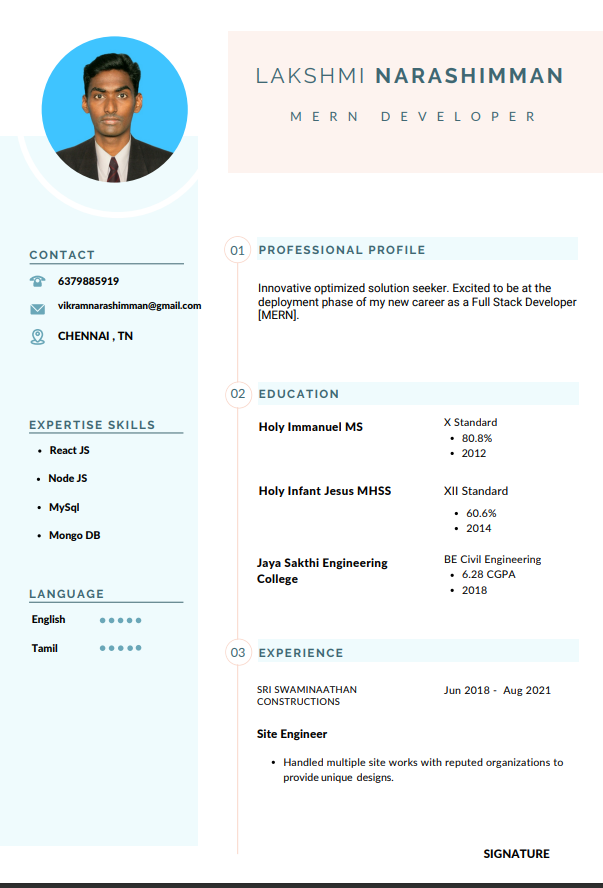 LAKSHMI NARASHIMMAN
MERN DEVELOPER
CONTACT
6379885919
vikramnarashimman@gmail.com
CHENNAI , TN
EXPERTISE SKILLS
• React JS
• Node JS
• MySql
• Mongo DB
LANGUAGE
English
Tamil
01 PROFESSIONAL PROFILE
Innovative optimized solution seeker. Excited to be at the
deployment phase of my new career as a Full Stack Developer
[MERN].
02 EDUCATION
Holy Immanuel MS
X Standard
• 80.8%
• 2012
Holy Infant Jesus MHSS
XII Standard
• 60.6%
• 2014
Jaya Sakthi Engineering
College
BE Civil Engineering
• 6.28 CGPA
• 2018
03 EXPERIENCE
SRI SWAMINAATHAN
CONSTRUCTIONS
Jun 2018 - Aug 2021
Site Engineer
• Handled multiple site works with reputed organizations to
provide unique designs.
SIGNATURE